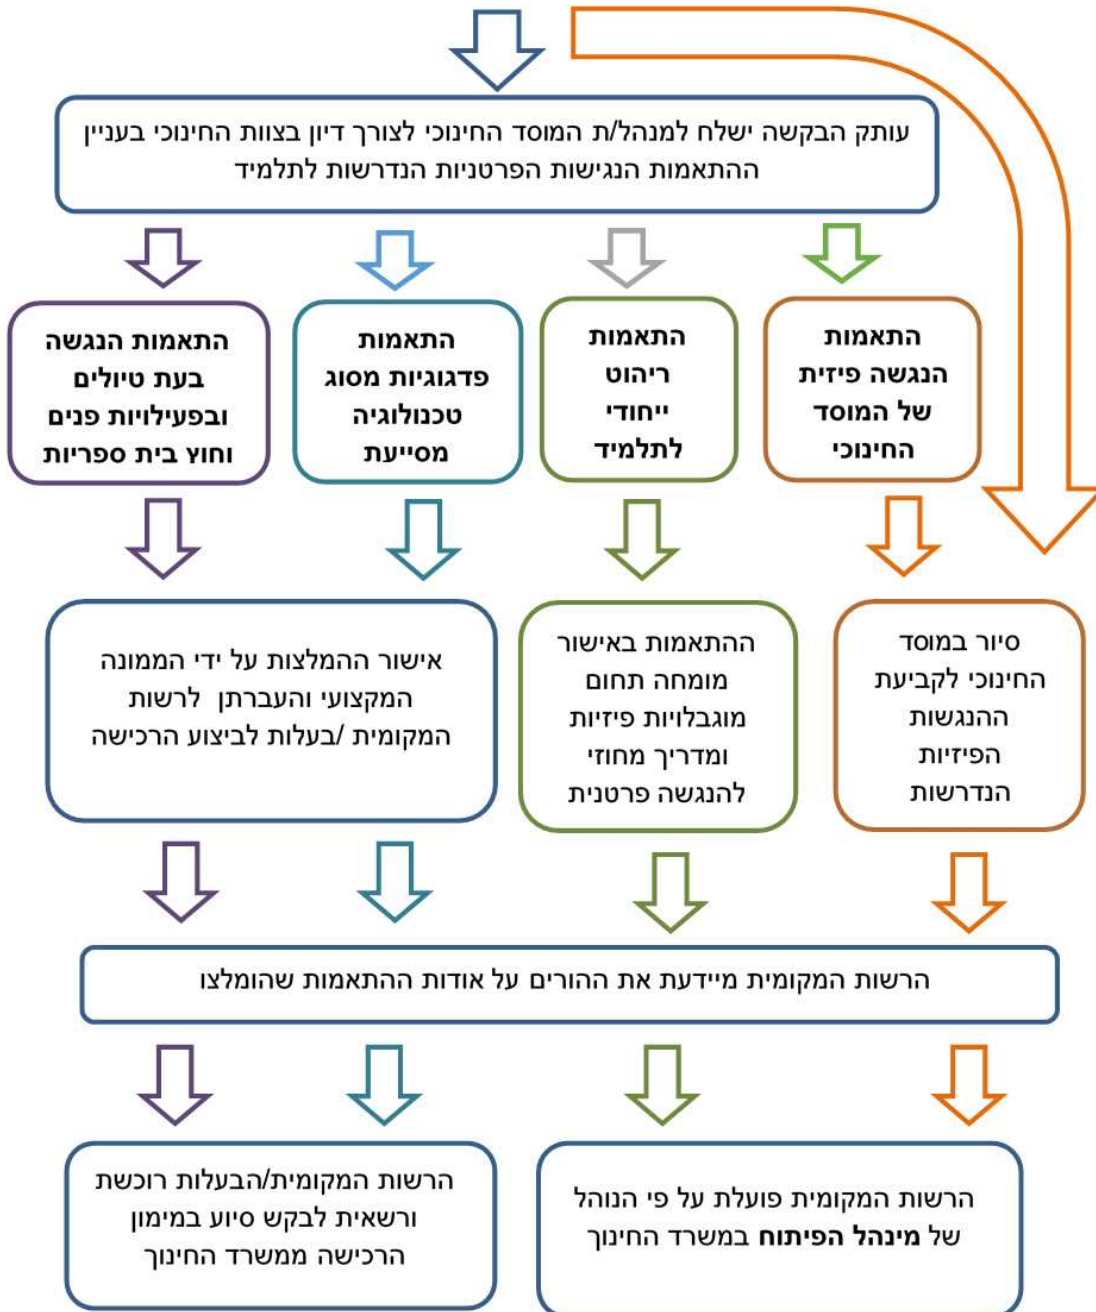 עותק הבקשה ישלח למנהל/ת המוסד החינוכי לצורך דיון בצוות החינוכי בעניין
ההתאמות הנגישות הפרטניות הנדרשות לתלמיד
התאמות
הנגשה פיזית
של המוסד
החינוכי
התאמות
ריהוט
ייחודי
לתלמיד
התאמות
פדגוגיות מסוג
טכנולוגיה
מסייעת
התאמות הנגשה
בעת טיולים
ובפעילויות פנים
וחוץ בית ספריות
סיור במוסד
החינוכי לקביעת
ההנגשות
הפיזיות
הנדרשות
ההתאמות באישור
מומחה תחום
מוגבלויות פיזיות
ומדריך מחוזי
להנגשה פרטנית
אישור ההמלצות על ידי הממונה
המקצועי והעברתן לרשות
המקומית /בעלות לביצוע הרכישה
הרשות המקומית מיידעת את ההורים על אודות ההתאמות שהומלצו
הרשות המקומית פועלת על פי הנוהל
של מינהל הפיתוח במשרד החינוך
הרשות המקומית/הבעלות רוכשת
ורשאית לבקש סיוע במימון
הרכישה ממשרד החינוך